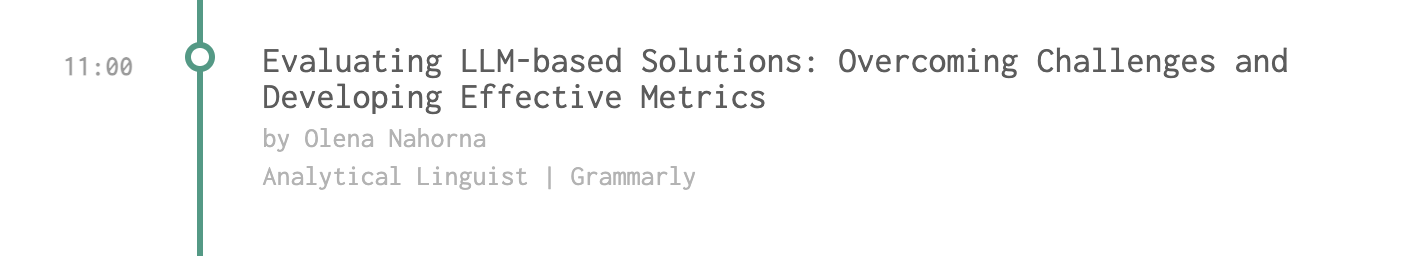 11:00
Evaluating LLM-based Solutions: Overcoming Challenges and
Developing Effective Metrics
by Olena Nahorna
Analytical Linguist | Grammarly